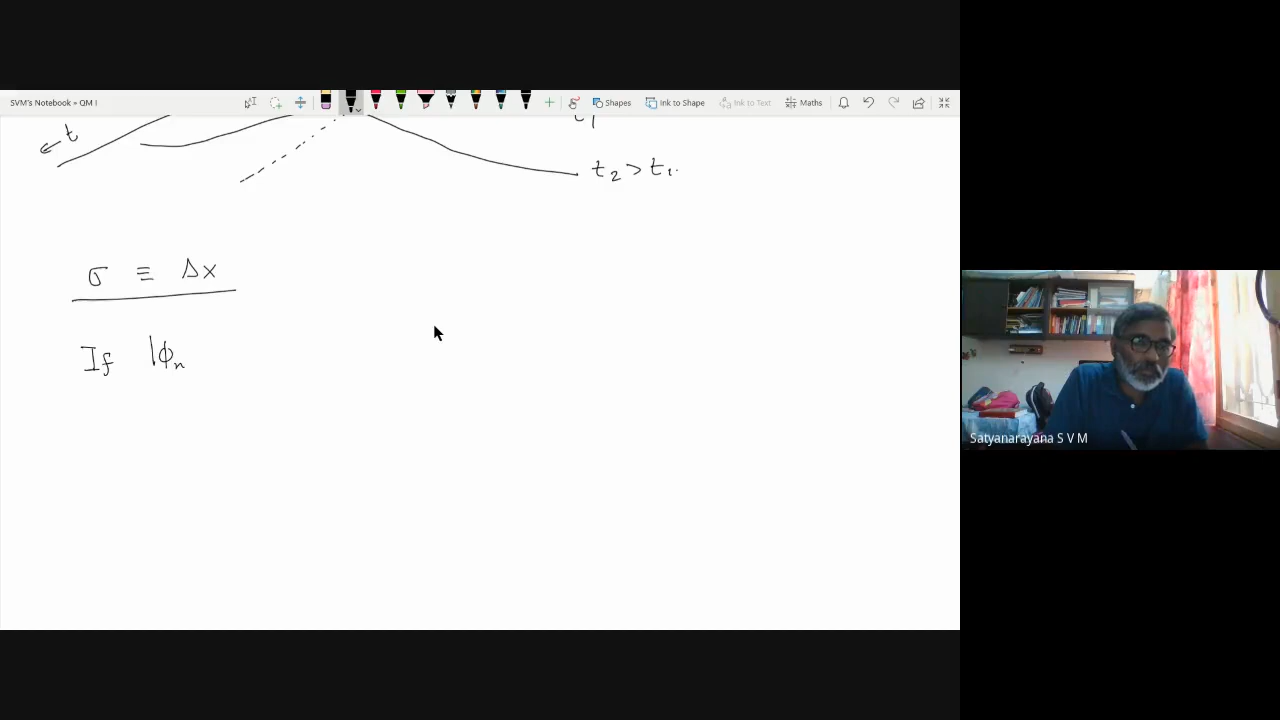 SVM's Notebook » QM I
Shapes
Ink to Shape
Ink to Text
Maths
← t
t₂ > t₁.
σ ≡ Δx
If |ϕₙ
Satyanarayana S V M